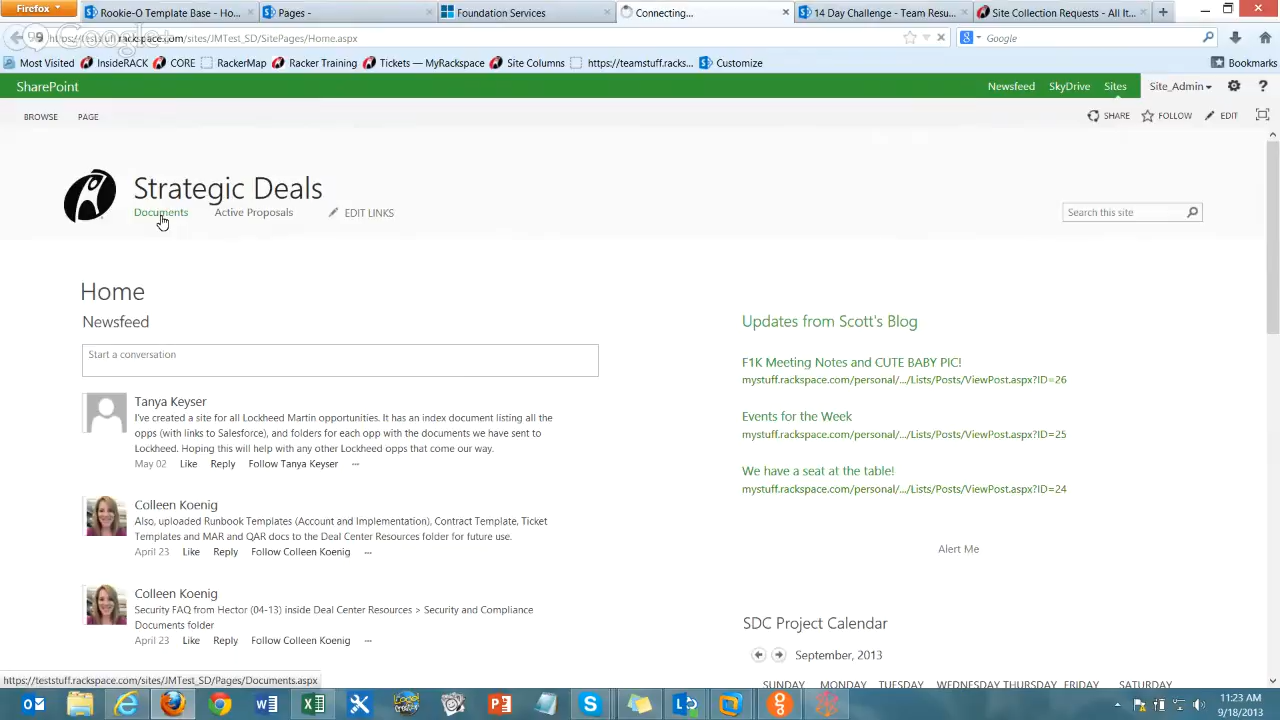 Firefox
Rookie-O Template Base - Ho...
Pages -
Foundation Services
Connecting...
14 Day Challenge - Team Resu...
Site Collection Requests - All It...
rackspace.com/sites/JMTest_SD/SitePages/Home.aspx
Google
Most Visited
InsideRACK
CORE
RackerMap
Racker Training
Tickets — MyRackspace
Site Columns
https://teamstuff.racks...
Customize
Bookmarks
SharePoint
Newsfeed
SkyDrive
Sites
Site_Admin
?
BROWSE
PAGE
SHARE
FOLLOW
EDIT
Strategic Deals
Documents
Active Proposals
EDIT LINKS
Search this site
Home
Newsfeed
Start a conversation
Tanya Keyser
I've created a site for all Lockheed Martin opportunities. It has an index document listing all the
opps (with links to Salesforce), and folders for each opp with the documents we have sent to
Lockheed. Hoping this will help with any other Lockheed opps that come our way.
May 02 Like Reply Follow Tanya Keyser ...
Colleen Koenig
Also, uploaded Runbook Templates (Account and Implementation), Contract Template, Ticket
Templates and MAR and QAR docs to the Deal Center Resources folder for future use.
April 23 Like Reply Follow Colleen Koenig ...
Colleen Koenig
Security FAQ from Hector (04-13) inside Deal Center Resources > Security and Compliance
Documents folder
April 23 Like Reply Follow Colleen Koenig ...
Updates from Scott's Blog
F1K Meeting Notes and CUTE BABY PIC!
mystuff.rackspace.com/personal/.../Lists/Posts/ViewPost.aspx?ID=26
Events for the Week
mystuff.rackspace.com/personal/.../Lists/Posts/ViewPost.aspx?ID=25
We have a seat at the table!
mystuff.rackspace.com/personal/.../Lists/Posts/ViewPost.aspx?ID=24
Alert Me
SDC Project Calendar
September, 2013
SUNDAY MONDAY TUESDAY WEDNESDAY THURSDAY FRIDAY SATURDAY
https://teststuff.rackspace.com/sites/JMTest_SD/Pages/Documents.aspx
11:23 AM
9/18/2013